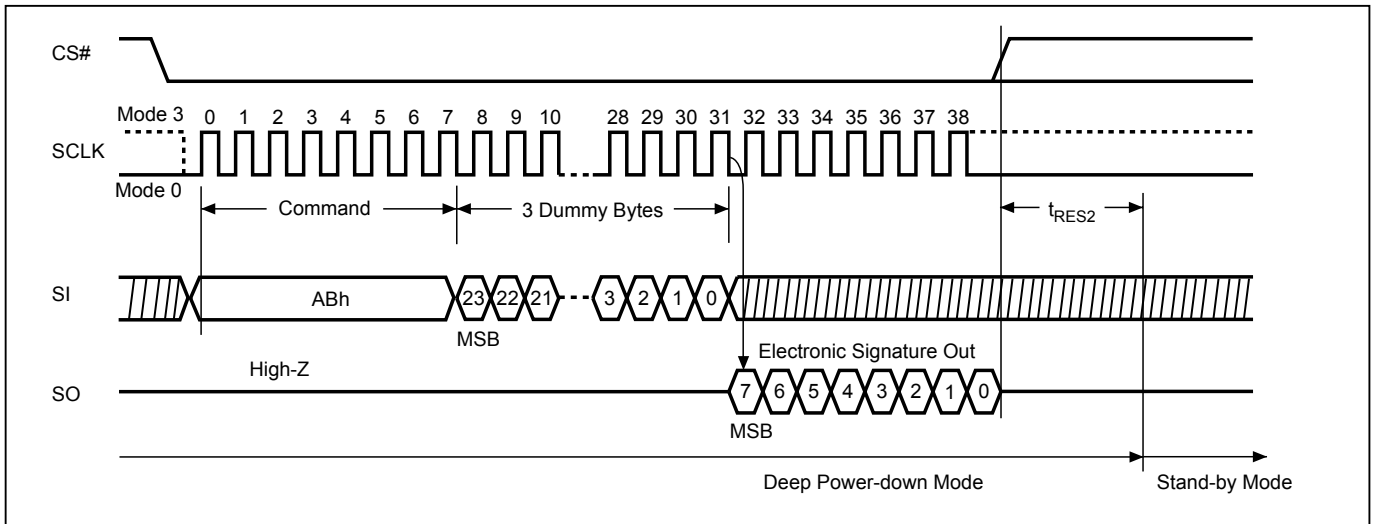 CS#
Mode 3 0 1 2 3 4 5 6 7 8 9 10 28 29 30 31 32 33 34 35 36 37 38
SCLK
Mode 0
Command 3 Dummy Bytes tRES2
SI ABh 23 22 21 3 2 1 0
MSB
High-Z Electronic Signature Out
SO 7 6 5 4 3 2 1 0
MSB
Deep Power-down Mode Stand-by Mode